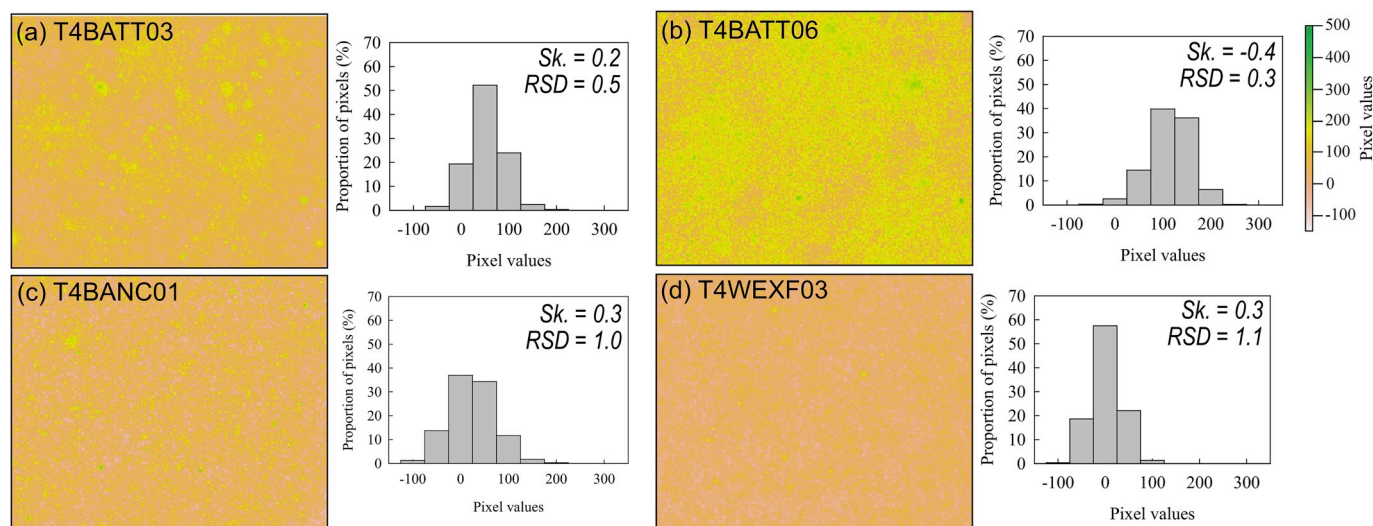 (a) T4BATT03
Sk. = 0.2
RSD = 0.5
Proportion of pixels (%)
70
60
50
40
30
20
10
0
-100 0 100 200 300
Pixel values
(b) T4BATT06
Sk. = -0.4
RSD = 0.3
Proportion of pixels (%)
70
60
50
40
30
20
10
0
-100 0 100 200 300
Pixel values
500
400
300
200
100
0
-100
Pixel values
(c) T4BANC01
Sk. = 0.3
RSD = 1.0
Proportion of pixels (%)
70
60
50
40
30
20
10
0
-100 0 100 200 300
Pixel values
(d) T4WEXF03
Sk. = 0.3
RSD = 1.1
Proportion of pixels (%)
70
60
50
40
30
20
10
0
-100 0 100 200 300
Pixel values